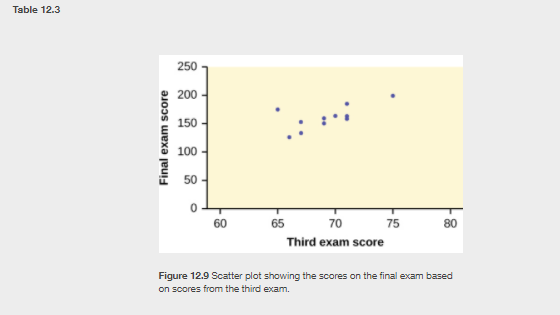 Table 12.3
250
200
150
100
50
0
Final exam score
60 65 70 75 80
Third exam score
Figure 12.9 Scatter plot showing the scores on the final exam based
on scores from the third exam.